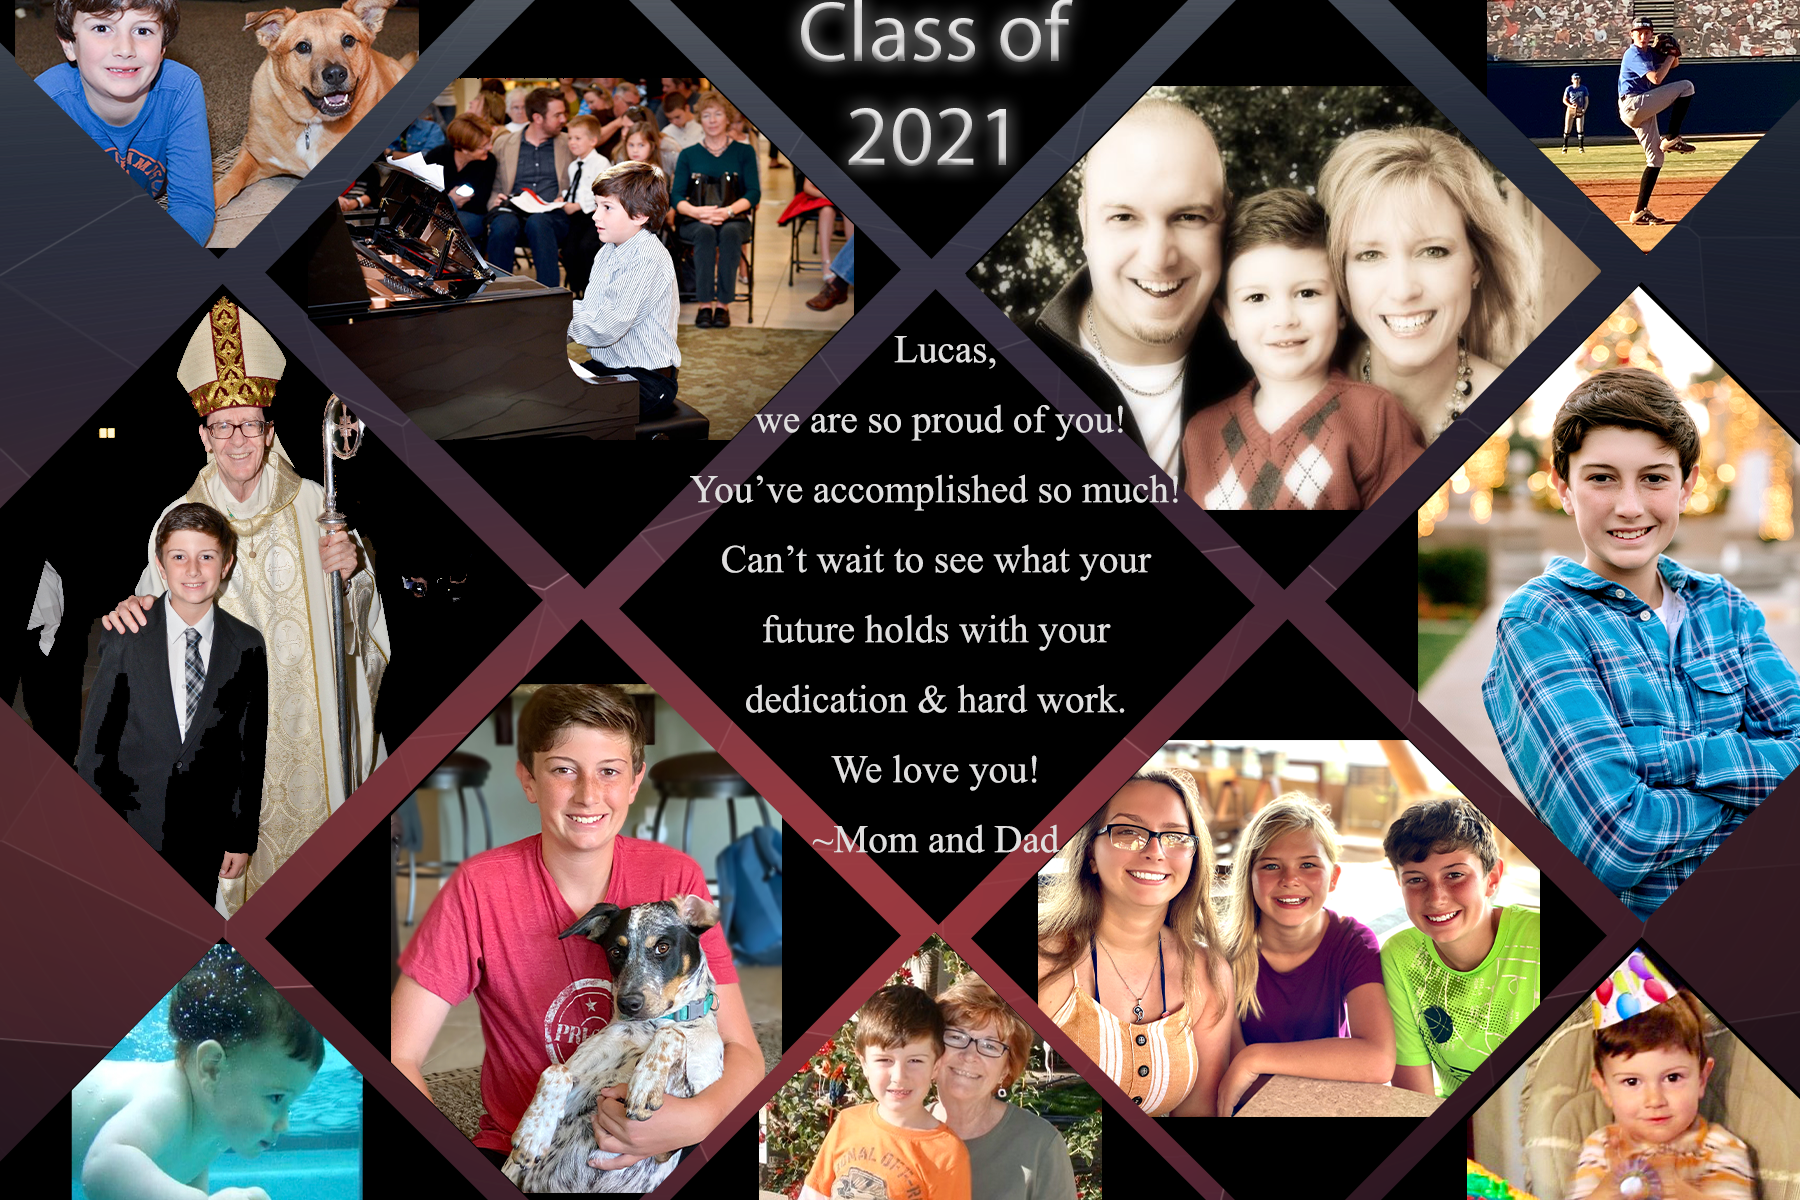 Class of
2021
Lucas,
we are so proud of you!
You’ve accomplished so much!
Can’t wait to see what your
future holds with your
dedication & hard work.
We love you!
~Mom and Dad